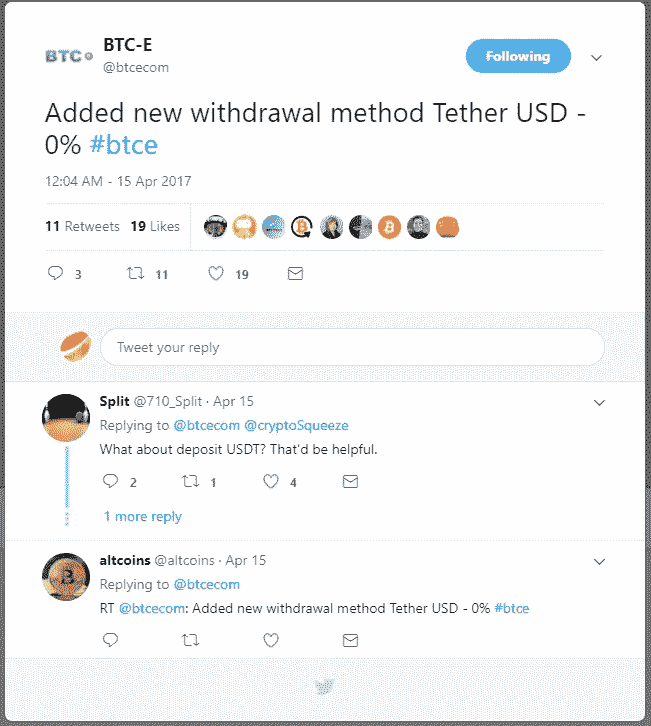 BTC
BTC-E
@btcecom
Following
Added new withdrawal method Tether USD -
0% #btce
12:04 AM - 15 Apr 2017
11 Retweets 19 Likes
3 11 19
Tweet your reply
Split @710_Split · Apr 15
Replying to @btcecom @cryptoSqueeze
What about deposit USDT? That'd be helpful.
2 1 4
1 more reply
altcoins @altcoins · Apr 15
Replying to @btcecom
RT @btcecom: Added new withdrawal method Tether USD - 0% #btce